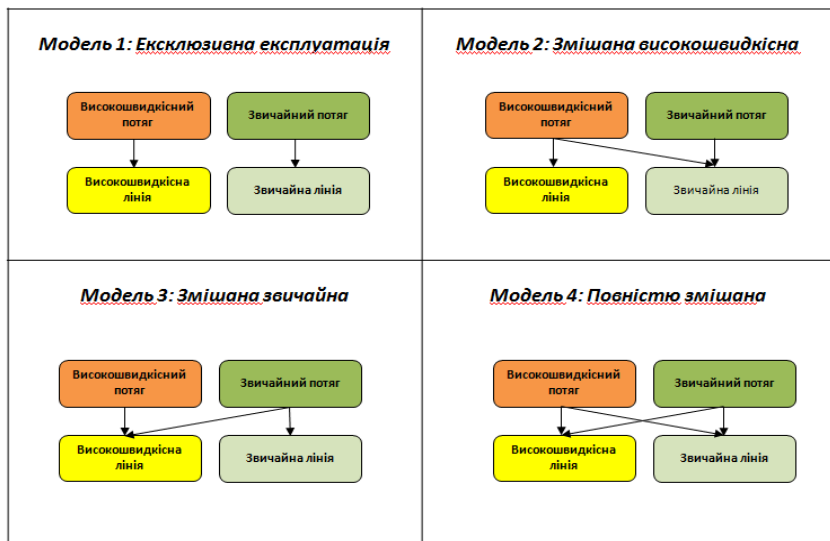 Модель 1: Ексклюзивна експлуатація
Високошвидкісний
потяг
Звичайний потяг
Високошвидкісна
лінія
Звичайна лінія
Модель 2: Змішана високошвидкісна
Високошвидкісний
потяг
Звичайний потяг
Високошвидкісна
лінія
Звичайна лінія
Модель 3: Змішана звичайна
Високошвидкісний
потяг
Звичайний потяг
Високошвидкісна
лінія
Звичайна лінія
Модель 4: Повністю змішана
Високошвидкісний
потяг
Звичайний потяг
Високошвидкісна
лінія
Звичайна лінія